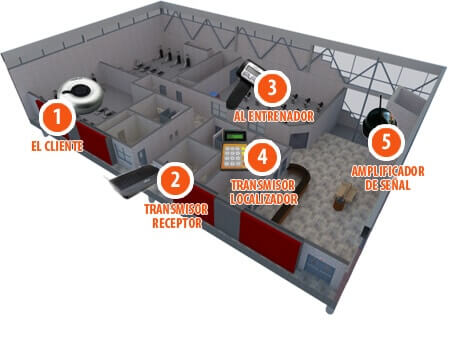 1
EL CLIENTE
2
TRANSMISOR
RECEPTOR
3
AL ENTRENADOR
4
TRANSMISOR
LOCALIZADOR
5
AMPLIFICADOR
DE SEÑAL